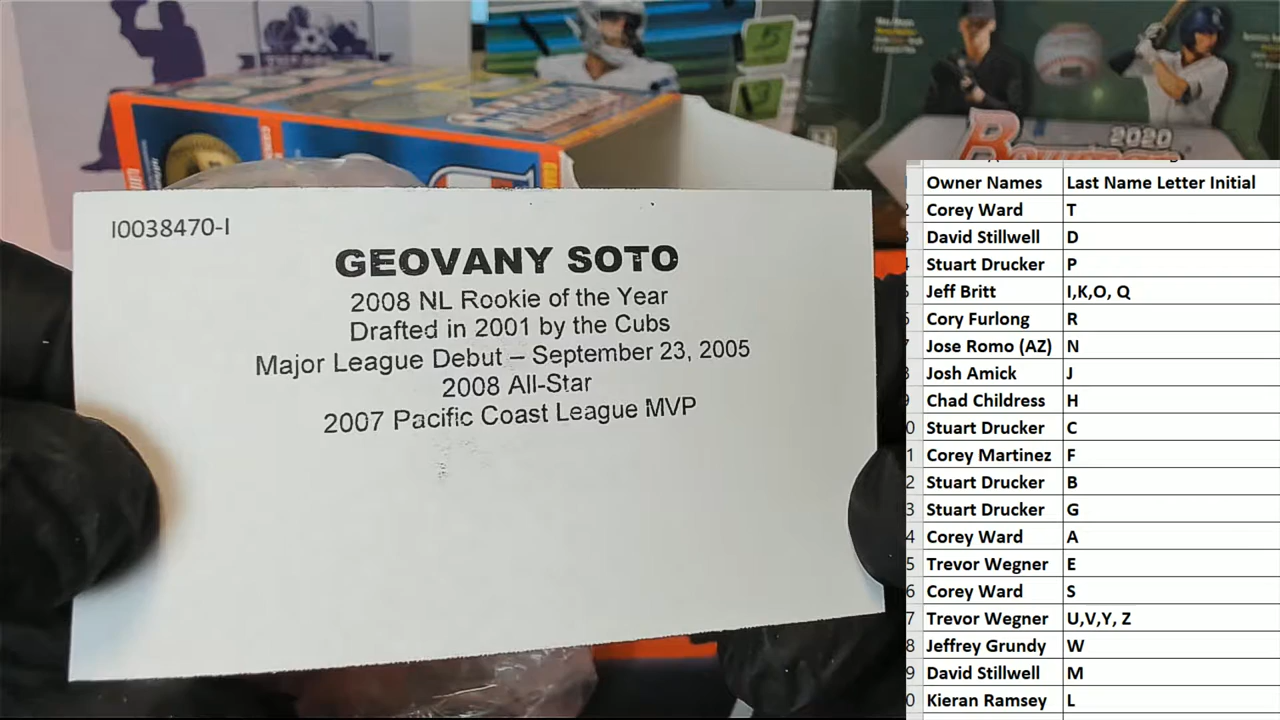 I0038470-I
GEOVANY SOTO
2008 NL Rookie of the Year
Drafted in 2001 by the Cubs
Major League Debut – September 23, 2005
2008 All-Star
2007 Pacific Coast League MVP
2020
Owner Names Last Name Letter Initial
Corey Ward T
David Stillwell D
Stuart Drucker P
Jeff Britt I,K,O, Q
Cory Furlong R
Jose Romo (AZ) N
Josh Amick J
Chad Childress H
Stuart Drucker C
Corey Martinez F
Stuart Drucker B
Stuart Drucker G
Corey Ward A
Trevor Wegner E
Corey Ward S
Trevor Wegner U,V,Y, Z
Jeffrey Grundy W
David Stillwell M
Kieran Ramsey L